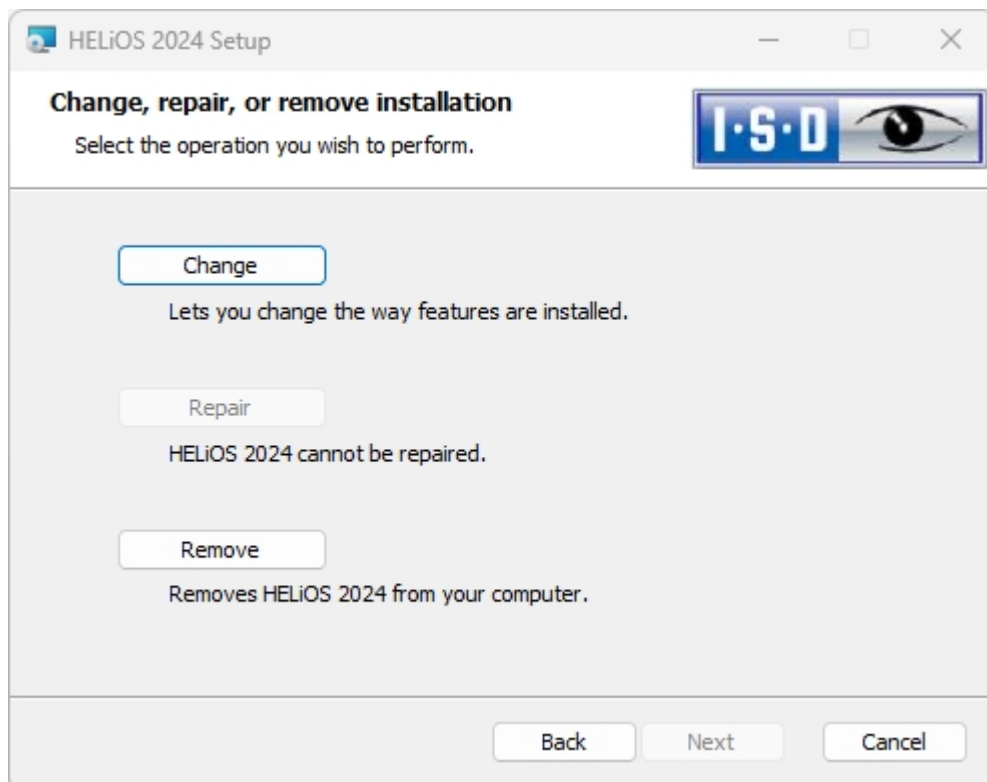 HELiOS 2024 Setup
Change, repair, or remove installation
Select the operation you wish to perform.
I·S·D
Change
Lets you change the way features are installed.
Repair
HELiOS 2024 cannot be repaired.
Remove
Removes HELiOS 2024 from your computer.
Back Next Cancel